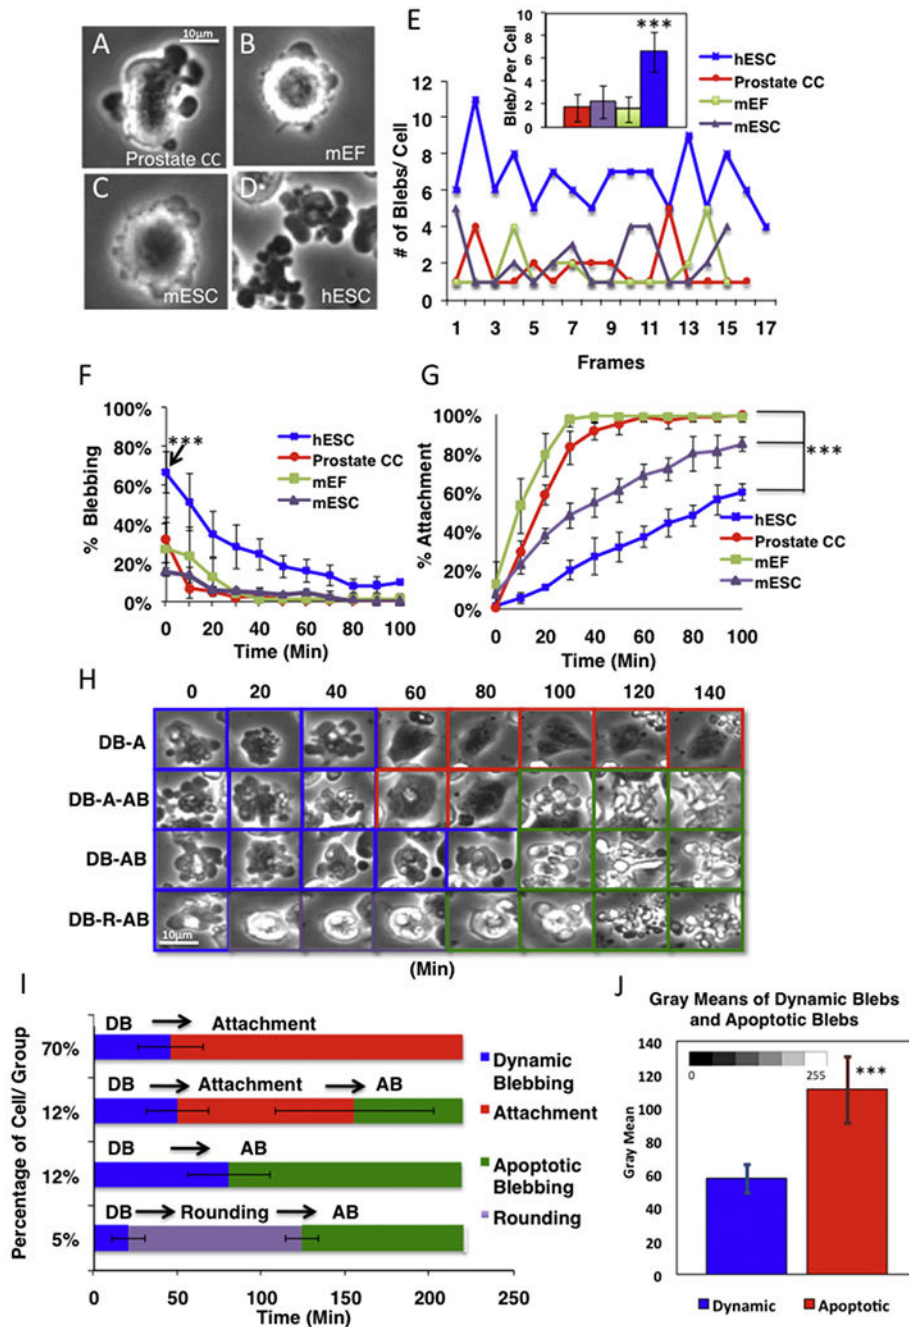 A
10µm
Prostate CC
B
mEF
C
mESC
D
hESC
E
Bleb/ Per Cell
10
8
6
4
2
0
***
hESC
Prostate CC
mEF
mESC
# of Blebs/ Cell
12
10
8
6
4
2
0
1 3 5 7 9 11 13 15 17
Frames
F
% Blebbing
100%
80%
60%
40%
20%
0%
***
hESC
Prostate CC
mEF
mESC
0 20 40 60 80 100
Time (Min)
G
% Attachment
100%
80%
60%
40%
20%
0%
***
hESC
Prostate CC
mEF
mESC
0 20 40 60 80 100
Time (Min)
H
0 20 40 60 80 100 120 140
DB-A
DB-A-AB
DB-AB
DB-R-AB
10µm
(Min)
I
Percentage of Cell/ Group
DB Attachment
70%
DB Attachment AB
12%
DB AB
12%
DB Rounding AB
5%
0 50 100 150 200 250
Time (Min)
Dynamic
Blebbing
Attachment
Apoptotic
Blebbing
Rounding
J
Gray Means of Dynamic Blebs
and Apoptotic Blebs
Gray Mean
140
120
100
80
60
40
20
0
0 255
***
Dynamic Apoptotic